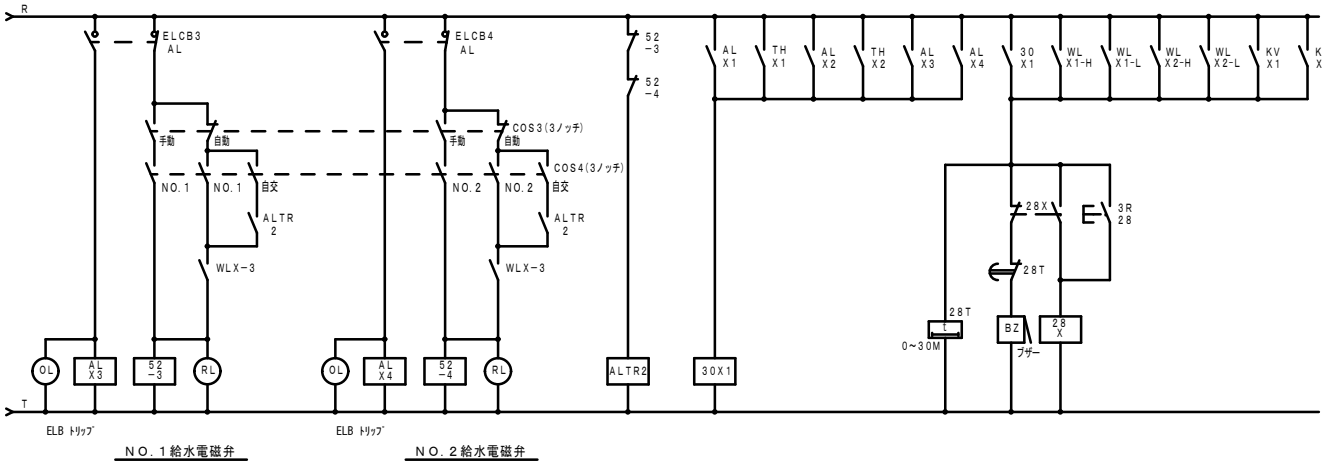 R
ELCB3
AL
ELCB4
AL
52
-3
52
-4
AL
X1
TH
X1
AL
X2
TH
X2
AL
X3
AL
X4
30
X1
WL
X1-H
WL
X1-L
WL
X2-H
WL
X2-L
KV
X1
K
X
手動
自動
手動
自動
COS3(3ノッチ)
NO.1
NO.1
自交
NO.2
NO.2
COS4(3ノッチ)
自交
ALTR
2
ALTR
2
WLX-3
WLX-3
28X
3R
28
28T
28T
t
0~30M
BZ
ブザー
28
X
OL
AL
X3
52
-3
RL
OL
AL
X4
52
-4
RL
ALTR2
30X1
T
ELB トリップ
ELB トリップ
NO.1給水電磁弁
NO.2給水電磁弁